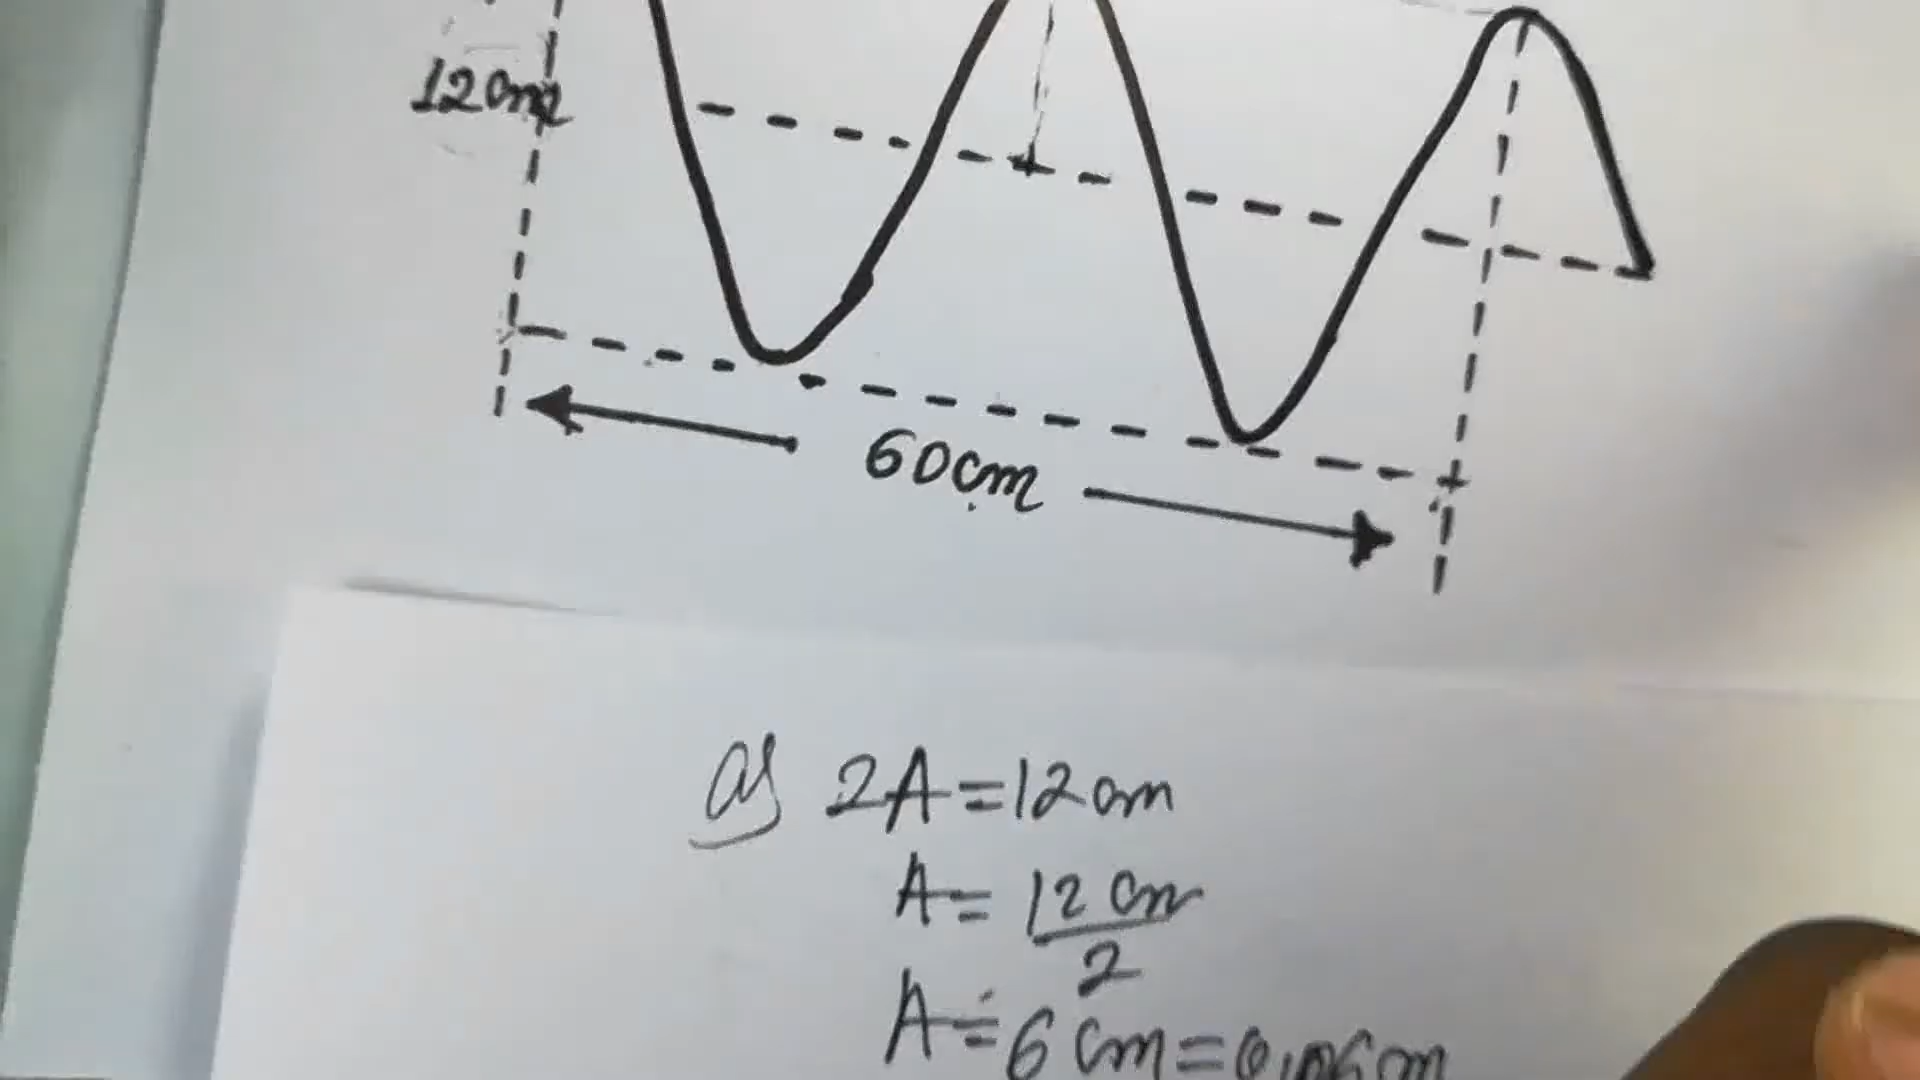 12cm
60cm
a) 2A = 12cm
A = 12cm
2
A = 6cm = 0.06m